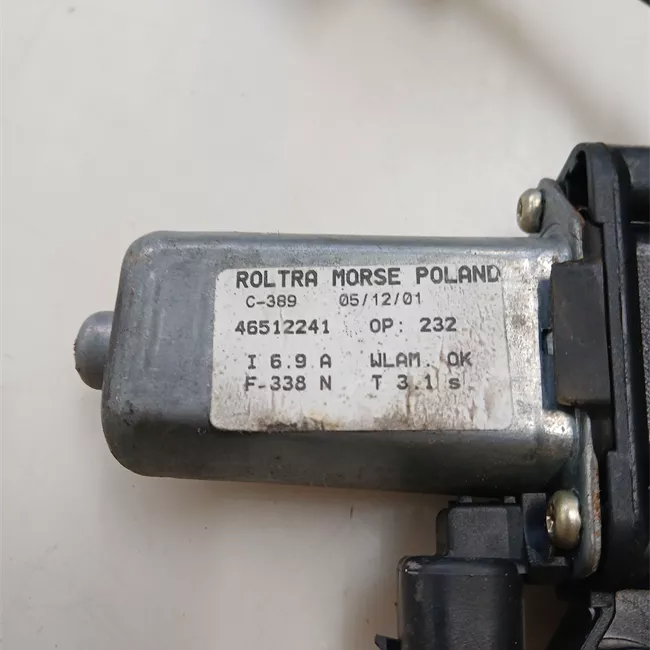 ROLTRA MORSE POLAND
C-389 05/12/01
46512241 OP: 232
I 6.9 A WLAM. OK
F-338 N T 3.1 s